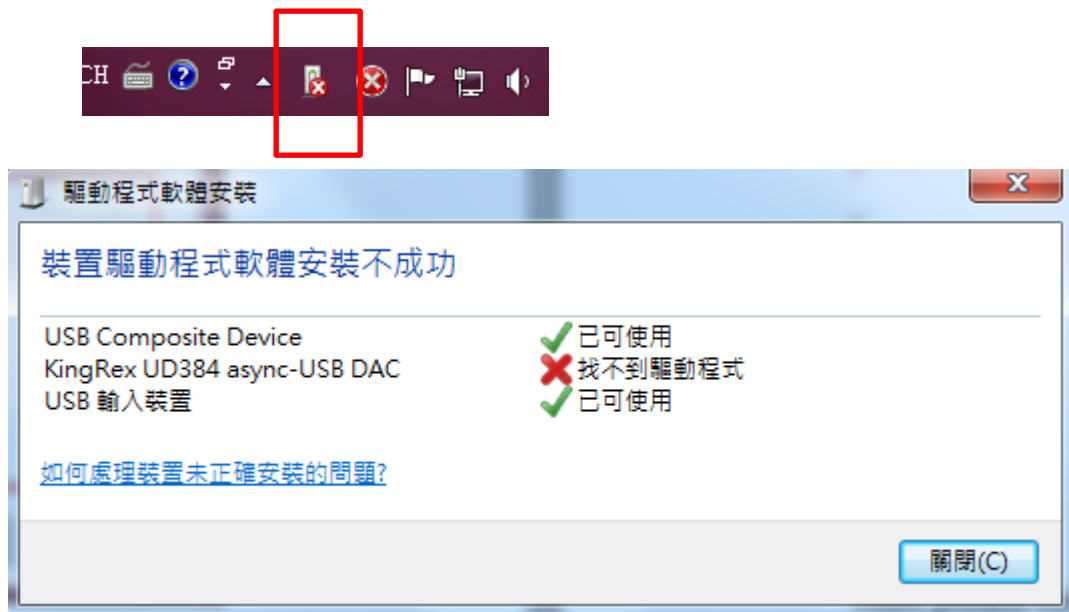 CH
驅動程式軟體安裝
裝置驅動程式軟體安裝不成功
USB Composite Device 已可使用
KingRex UD384 async-USB DAC 找不到驅動程式
USB 輸入裝置 已可使用
如何處理裝置未正確安裝的問題?
關閉(C)